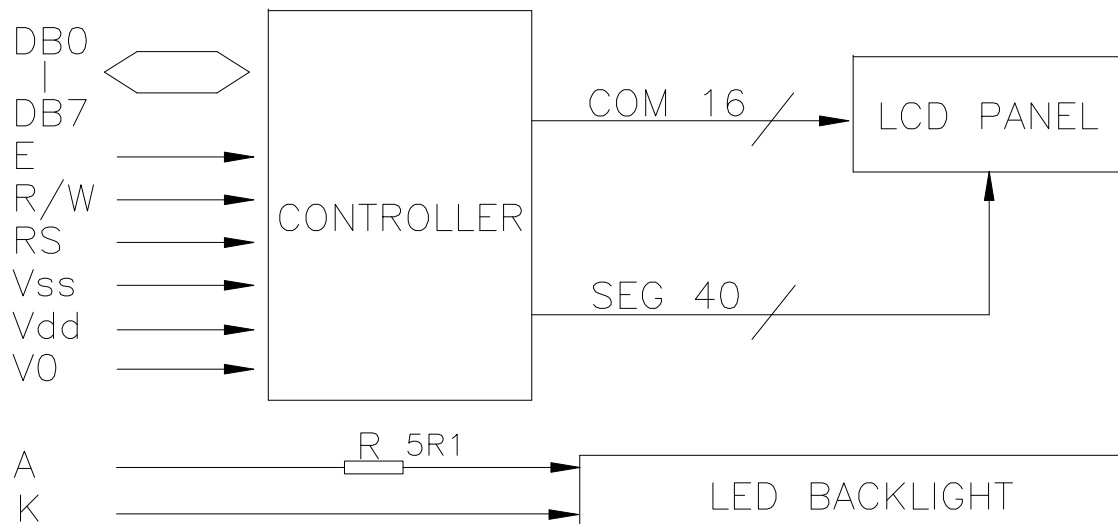 DB0
|
DB7
E
R/W
RS
Vss
Vdd
V0
CONTROLLER
COM 16
SEG 40
LCD PANEL
A
K
R 5R1
LED BACKLIGHT